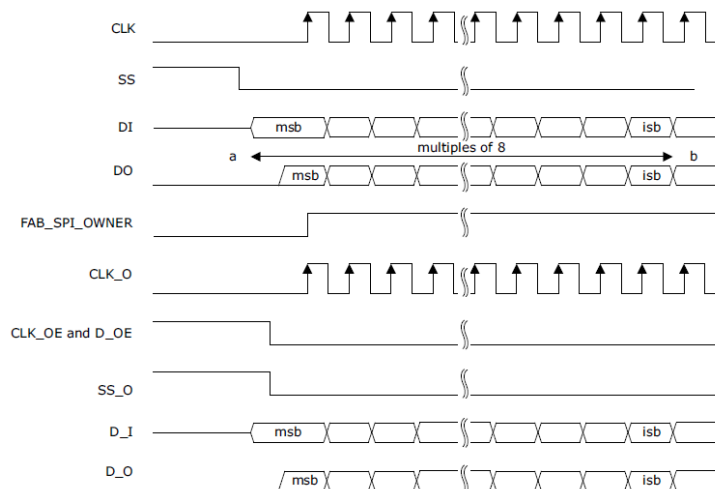 CLK
SS
DI
msb
isb
multiples of 8
a
b
DO
msb
isb
FAB_SPI_OWNER
CLK_O
CLK_OE and D_OE
SS_O
D_I
msb
isb
D_O
msb
isb